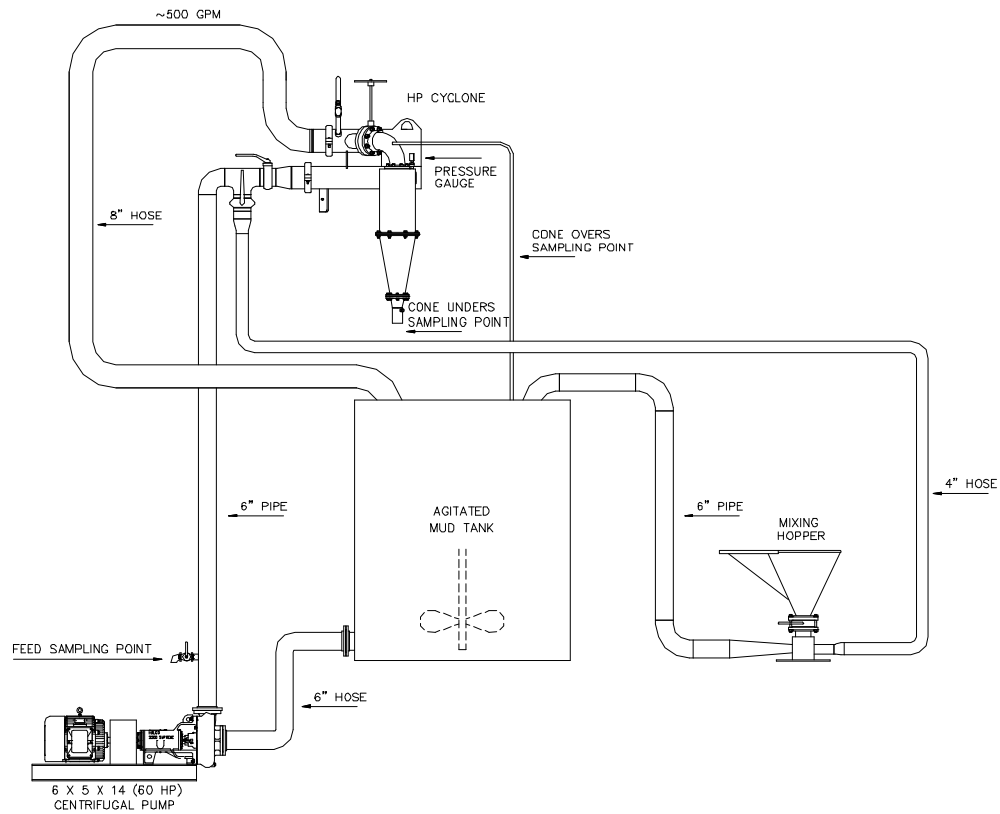 ~500 GPM
HP CYCLONE
PRESSURE
GAUGE
8" HOSE
CONE OVERS
SAMPLING POINT
CONE UNDERS
SAMPLING POINT
4" HOSE
6" PIPE
AGITATED
MUD TANK
6" PIPE
MIXING
HOPPER
FEED SAMPLING POINT
6" HOSE
6 X 5 X 14 (60 HP)
CENTRIFUGAL PUMP